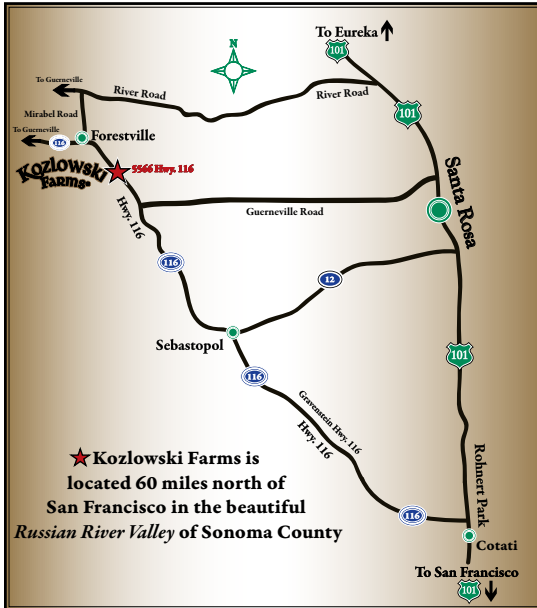 To Eureka
101
N
To Guerneville
River Road
River Road
Mirabel Road
101
To Guerneville
116
Forestville
Kozlowski
Farms®
5566 Hwy. 116
Santa Rosa
Hwy. 116
Guerneville Road
116
12
Sebastopol
101
116
Gravenstein Hwy. 116
Hwy. 116
Kozlowski Farms is
located 60 miles north of
San Francisco in the beautiful
Russian River Valley of Sonoma County
Rohnert Park
116
Cotati
To San Francisco
101